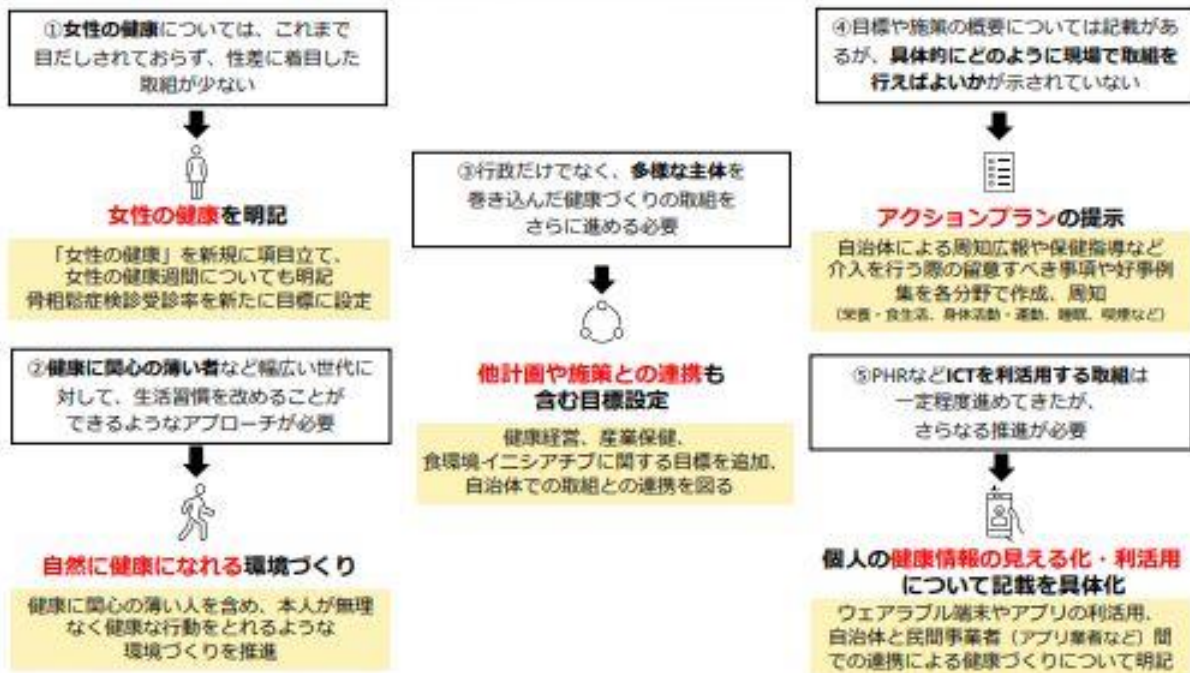 ①女性の健康については、これまで
目だしされておらず、性差に着目した
取組が少ない
女性の健康を明記
「女性の健康」を新規に項目立て、
女性の健康週間についても明記
骨粗鬆症検診受診率を新たに目標に設定
②健康に関心の薄い者など幅広い世代に
対して、生活習慣を改めることが
できるようなアプローチが必要
自然に健康になれる環境づくり
健康に関心の薄い人を含め、本人が無理
なく健康な行動をとれるような
環境づくりを推進
③行政だけでなく、多様な主体を
巻き込んだ健康づくりの取組を
さらに進める必要
他計画や施策との連携も
含む目標設定
健康経営、産業保健、
食環境イニシアチブに関する目標を追加、
自治体での取組との連携を図る
④目標や施策の概要については記載があ
るが、具体的にどのように現場で取組を
行えばよいかが示されていない
アクションプランの提示
自治体による周知広報や保健指導など
介入を行う際の留意すべき事項や好事例
集を各分野で作成、周知
（栄養・食生活、身体活動・運動、睡眠、喫煙など）
⑤PHRなどICTを利活用する取組は
一定程度進めてきたが、
さらなる推進が必要
個人の健康情報の見える化・利活用
について記載を具体化
ウェアラブル端末やアプリの利活用、
自治体と民間事業者（アプリ業者など）間
での連携による健康づくりについて明記